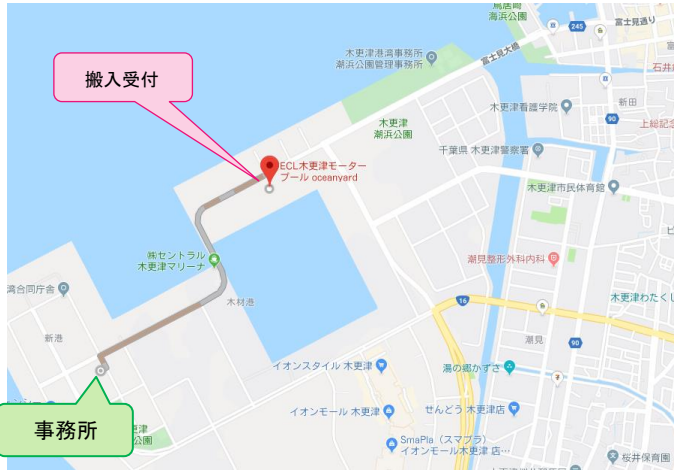 鳥居崎
海浜公園
245
富士見通り
搬入受付
木更津港湾事務所
潮浜公園管理事務所
富士見大橋
石井
木更津看護学院
新田
90
上総記念
木更津
潮浜公園
千葉県 木更津警察署
ECL木更津モーター
プール oceanyard
木更津市民体育館
㈱セントラル
木更津マリーナ
潮見整形外科内科
湾合同庁舎
木材港
16
木更津わたくし
新港
潮見
90
イオンスタイル 木更津
湯の郷かずさ
イオンモール 木更津
せんどう 木更津店
事務所
更津
公園
SmaPla（スマプラ）
イオンモール木更津 店…
桜井保育園